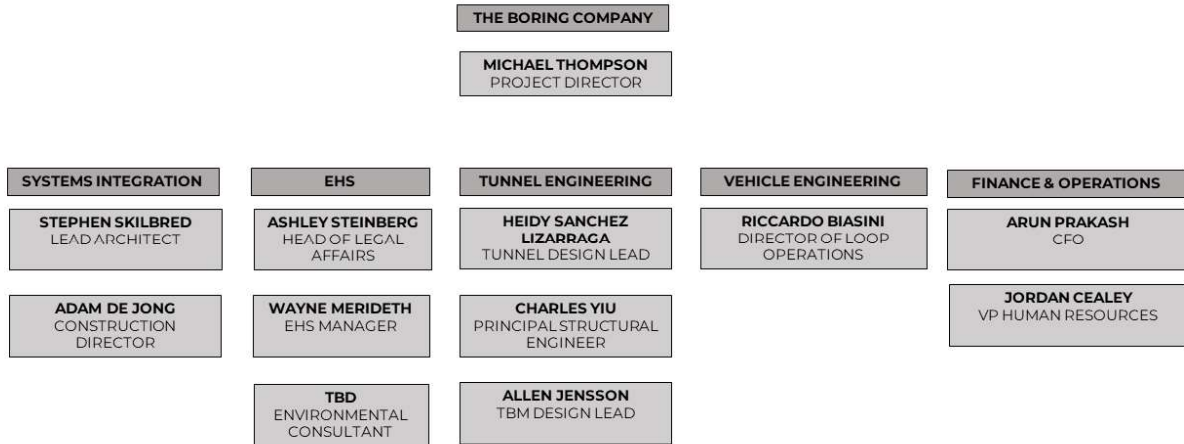 THE BORING COMPANY
MICHAEL THOMPSON
PROJECT DIRECTOR
SYSTEMS INTEGRATION
STEPHEN SKILBRED
LEAD ARCHITECT
ADAM DE JONG
CONSTRUCTION
DIRECTOR
EHS
ASHLEY STEINBERG
HEAD OF LEGAL
AFFAIRS
WAYNE MERIDETH
EHS MANAGER
TBD
ENVIRONMENTAL
CONSULTANT
TUNNEL ENGINEERING
HEIDY SANCHEZ
LIZARRAGA
TUNNEL DESIGN LEAD
CHARLES YIU
PRINCIPAL STRUCTURAL
ENGINEER
ALLEN JENSSON
TBM DESIGN LEAD
VEHICLE ENGINEERING
RICCARDO BIASINI
DIRECTOR OF LOOP
OPERATIONS
FINANCE & OPERATIONS
ARUN PRAKASH
CFO
JORDAN CEALEY
VP HUMAN RESOURCES